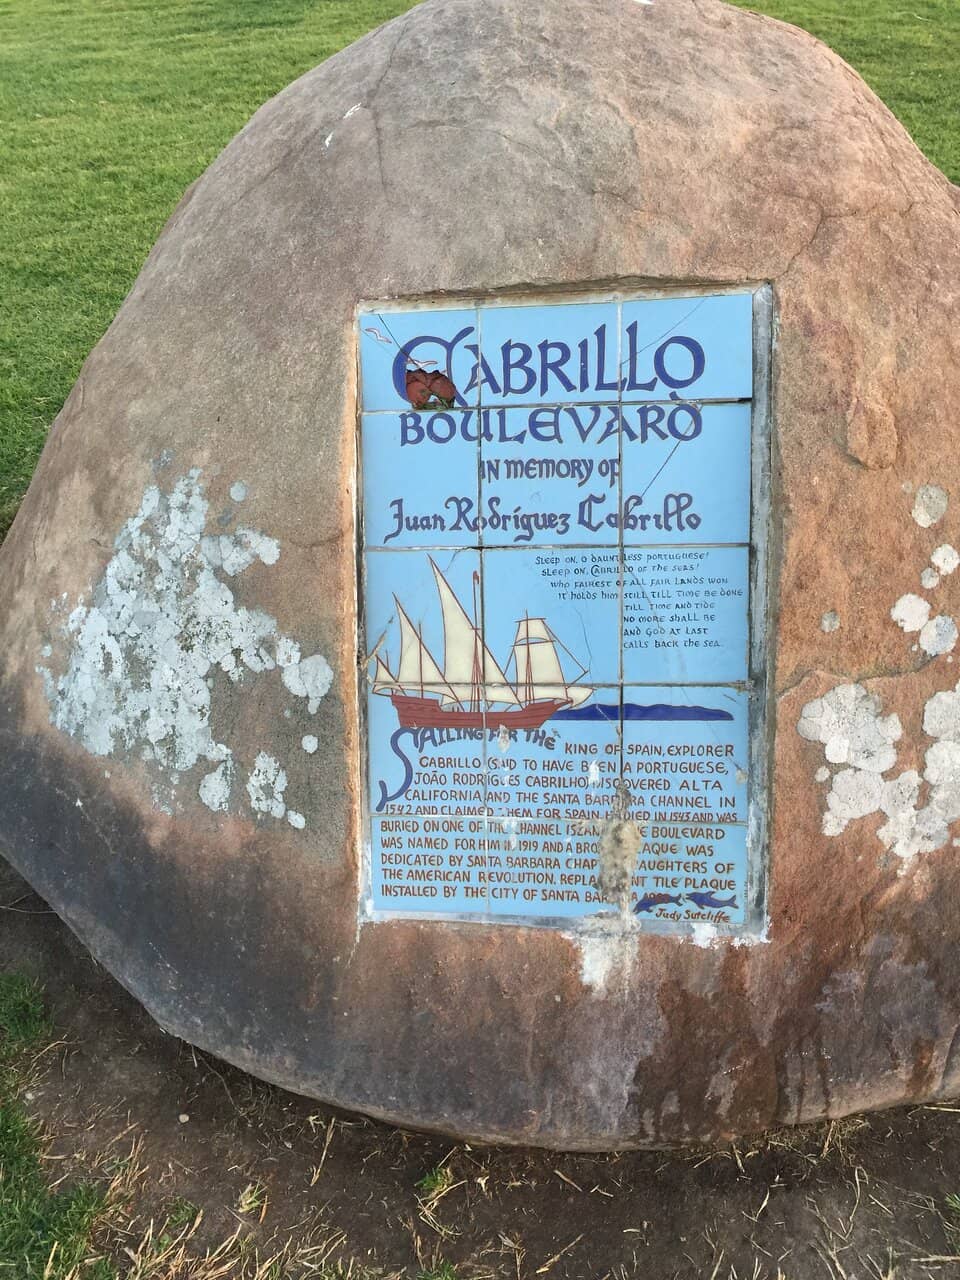 CABRILLO
BOULEVARD
IN MEMORY OF
Juan Rodríguez Cabrillo
SLEEP ON, O DAUNTLESS PORTUGUESE!
SLEEP ON, CABRILLO OF THE SEAS!
WHO FAIREST OF ALL FAIR LANDS WON
IT HOLDS HIM STILL TILL TIME BE DONE
TILL TIME AND TIDE
NO MORE SHALL BE
AND GOD AT LAST
CALLS BACK THE SEA.
SAILING FOR THE KING OF SPAIN, EXPLORER
CABRILLO (SAID TO HAVE BEEN A PORTUGUESE,
JOÃO RODRIGUES CABRILHO) DISCOVERED ALTA
CALIFORNIA AND THE SANTA BARBARA CHANNEL IN
1542 AND CLAIMED THEM FOR SPAIN. HE DIED IN 1543 AND WAS
BURIED ON ONE OF THE CHANNEL ISLANDS. THE BOULEVARD
WAS NAMED FOR HIM IN 1919 AND A BRONZE PLAQUE WAS
DEDICATED BY SANTA BARBARA CHAPTER DAUGHTERS OF
THE AMERICAN REVOLUTION. REPLACEMENT TILE PLAQUE
INSTALLED BY THE CITY OF SANTA BARBARA
Judy Sutcliffe